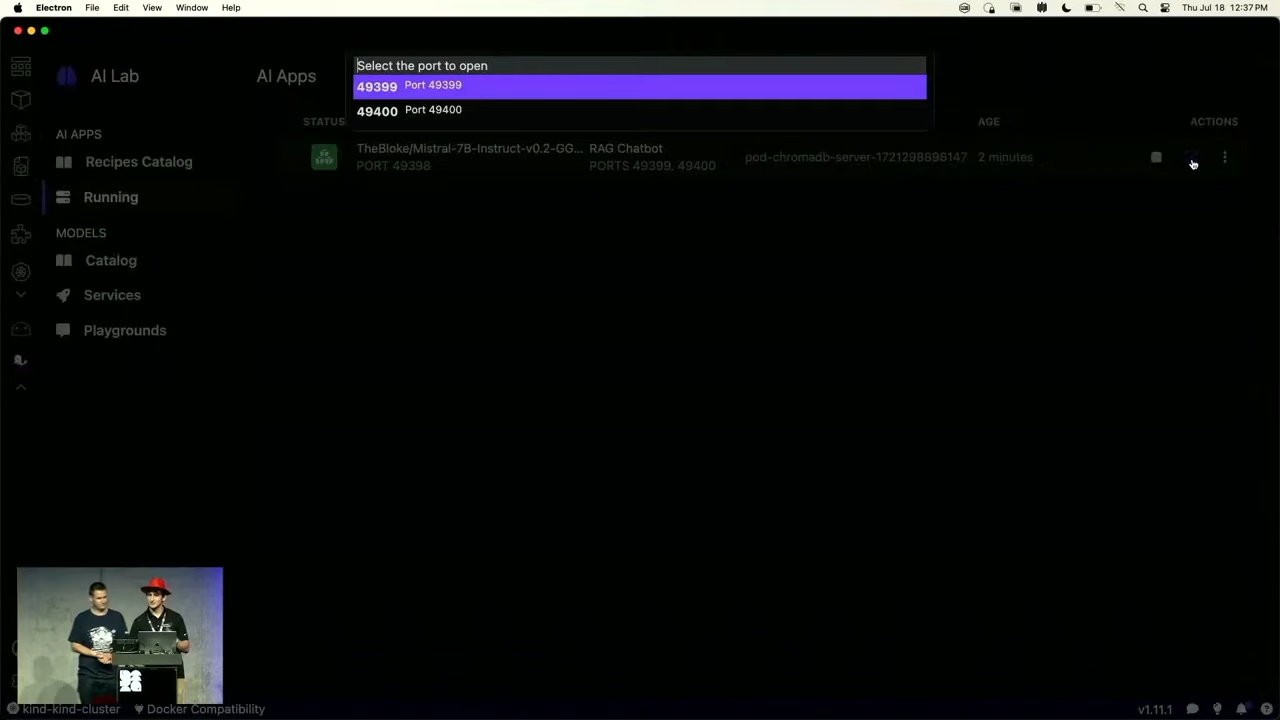 Electron File Edit View Window Help Thu Jul 18 12:37 PM
Select the port to open
49399 Port 49399
49400 Port 49400
AI Lab
AI Apps
STATUS AGE ACTIONS
TheBloke/Mistral-7B-Instruct-v0.2-GG... RAG Chatbot pod-chromadb-server-1721298898147 2 minutes
PORT 49398 PORTS 49399, 49400
AI APPS
Recipes Catalog
Running
MODELS
Catalog
Services
Playgrounds
kind-kind-cluster Docker Compatibility v1.11.1